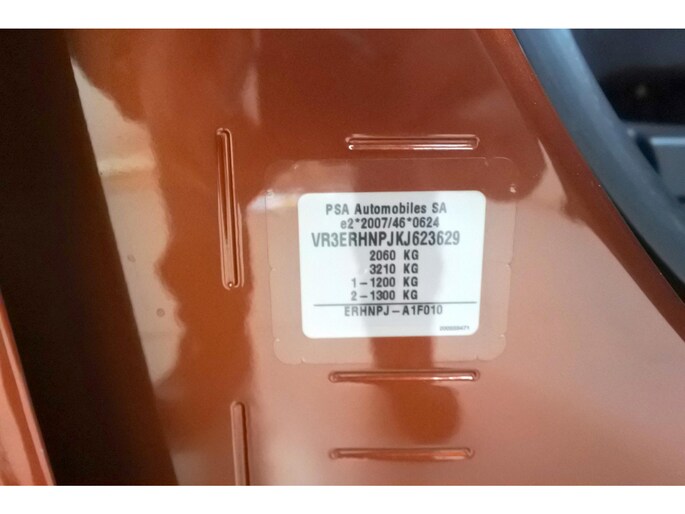 PSA Automobiles SA
e2*2007/46*0624
VR3ERHNPJKJ623629
2060 KG
3210 KG
1-1200 KG
2-1300 KG
ERHNPJ-A1F010